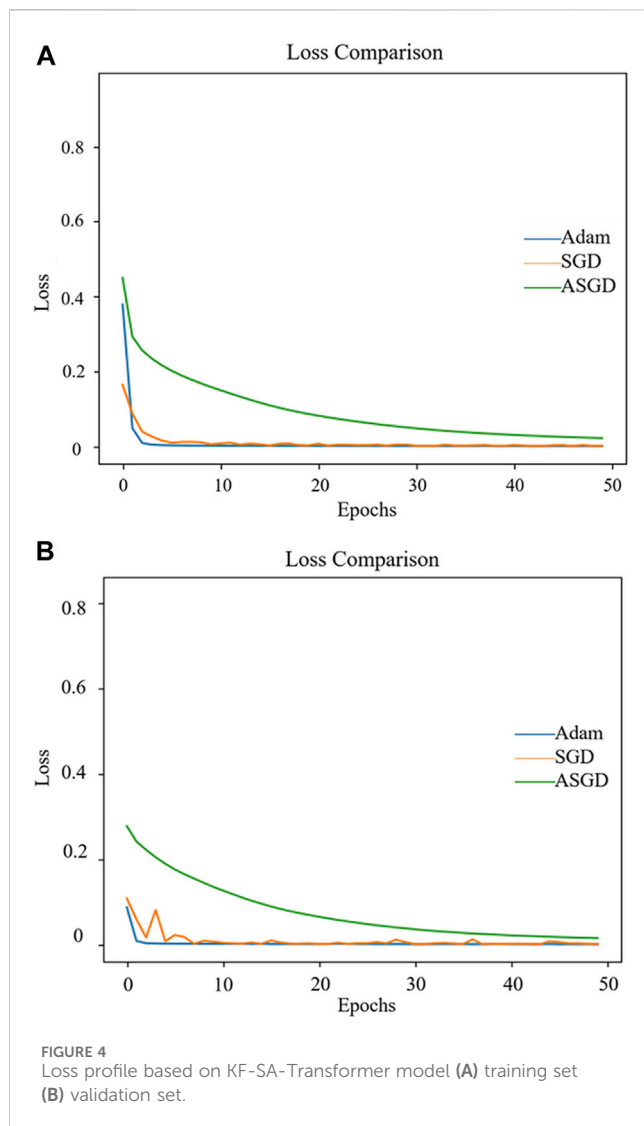 A
Loss Comparison
0.8
0.6
0.4
0.2
0
Loss
Adam
SGD
ASGD
0 10 20 30 40 50
Epochs
B
Loss Comparison
0.8
0.6
0.4
0.2
0
Loss
Adam
SGD
ASGD
0 10 20 30 40 50
Epochs
FIGURE 4
Loss profile based on KF-SA-Transformer model (A) training set
(B) validation set.